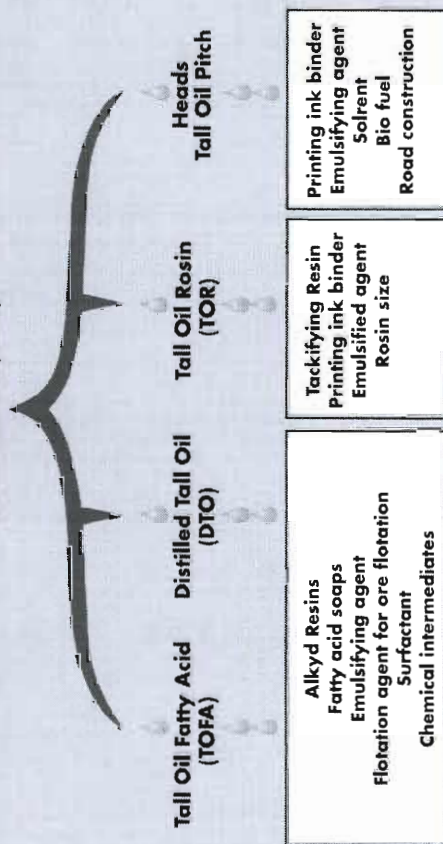 Tall Oil Fatty Acid
(TOFA)
Distilled Tall Oil
(DTO)
Tall Oil Rosin
(TOR)
Heads
Tall Oil Pitch
Alkyd Resins
Fatty acid soaps
Emulsifying agent
Flotation agent for ore flotation
Surfactant
Chemical intermediates
Tackifying Resin
Printing ink binder
Emulsified agent
Rosin size
Printing ink binder
Emulsifying agent
Solrent
Bio fuel
Road construction